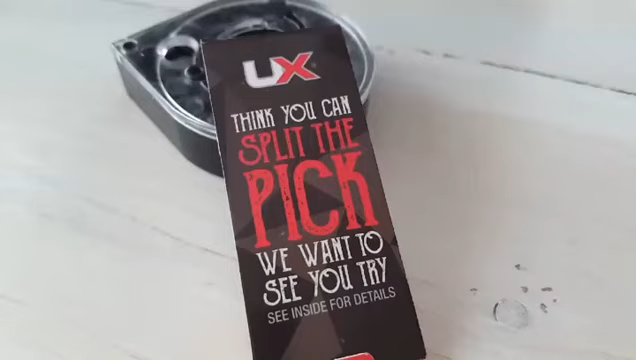 UX
THINK YOU CAN
SPLIT THE
PICK
WE WANT TO
SEE YOU TRY
SEE INSIDE FOR DETAILS